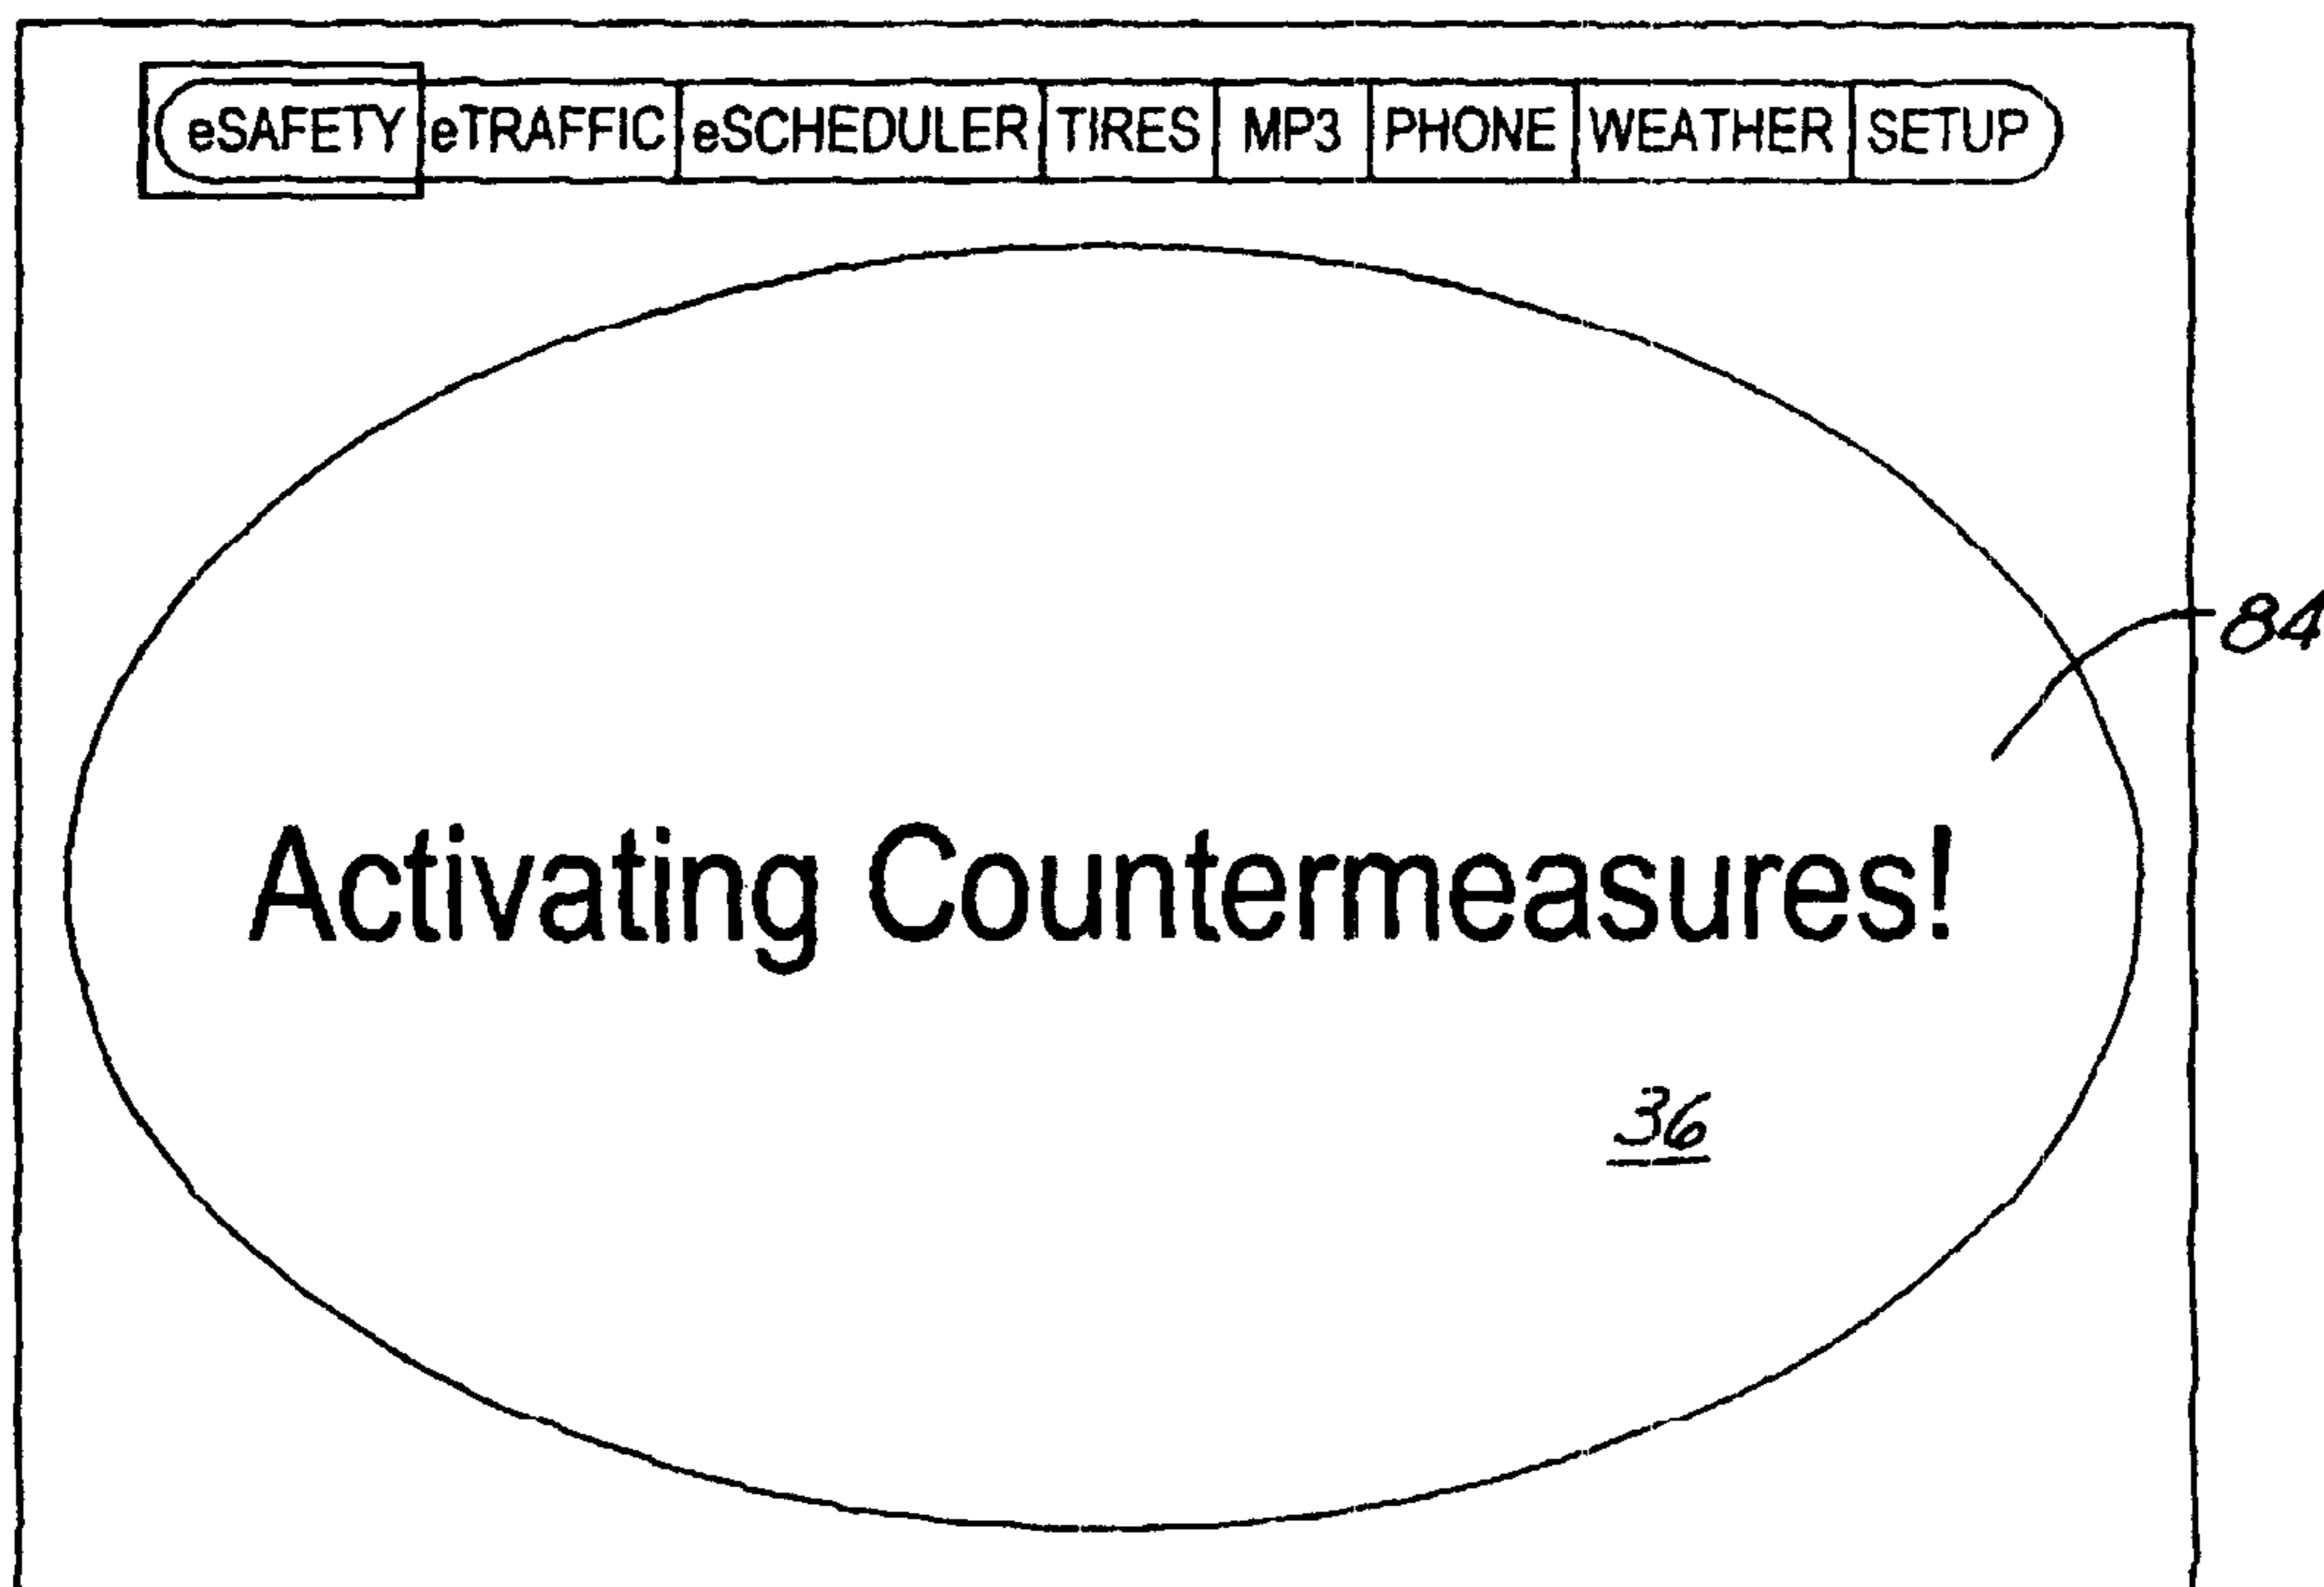 eSAFETY eTRAFFIC eSCHEDULER TIRES MP3 PHONE WEATHER SETUP
84
Activating Countermeasures!
36